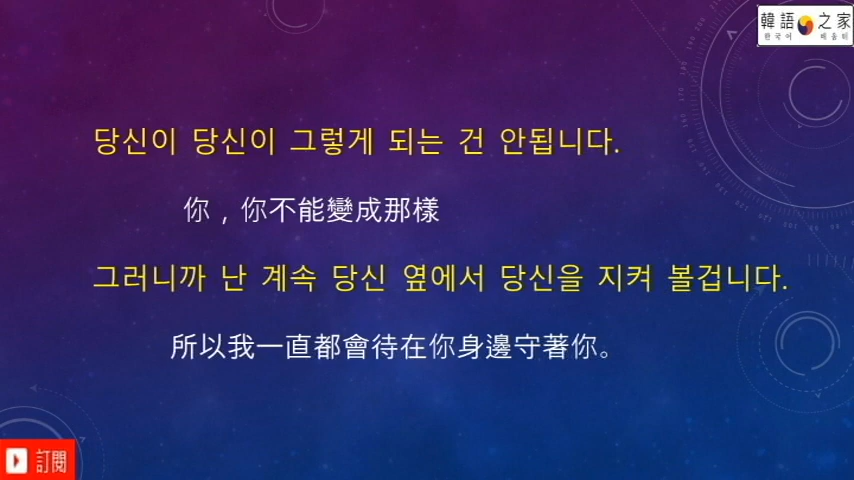 韓語之家
한국어 배움터
당신이 당신이 그렇게 되는 건 안됩니다.
你，你不能變成那樣
그러니까 난 계속 당신 옆에서 당신을 지켜 볼겁니다.
所以我一直都會待在你身邊守著你。
訂閱